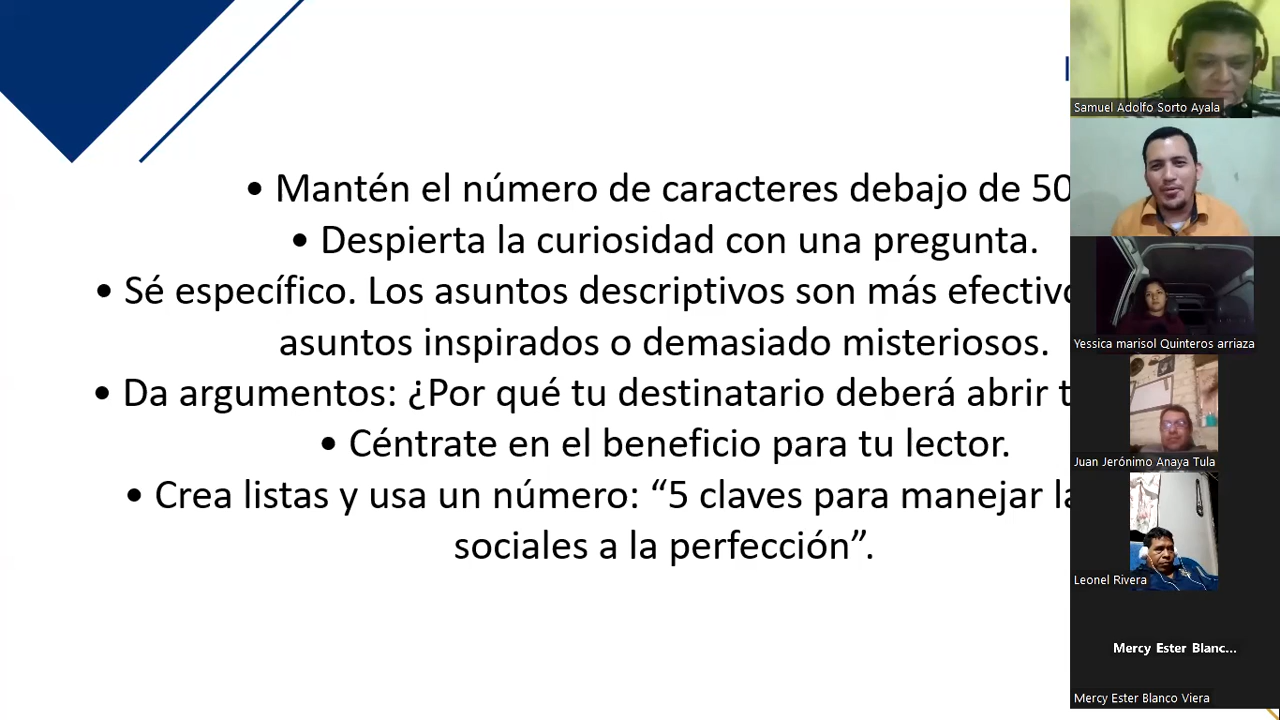 • Mantén el número de caracteres debajo de 50
• Despierta la curiosidad con una pregunta.
• Sé específico. Los asuntos descriptivos son más
asuntos inspirados o demasiado misteriosos.
• Da argumentos: ¿Por qué tu destinatario deberá abrir
• Céntrate en el beneficio para tu lector.
• Crea listas y usa un número: “5 claves para manejar
sociales a la perfección”.
Samuel Adolfo Sorto Ayala
Yessica marisol Quinteros arriaza
Juan Jerónimo Anaya Tula
Leonel Rivera
Mercy Ester Blanc...
Mercy Ester Blanco Viera